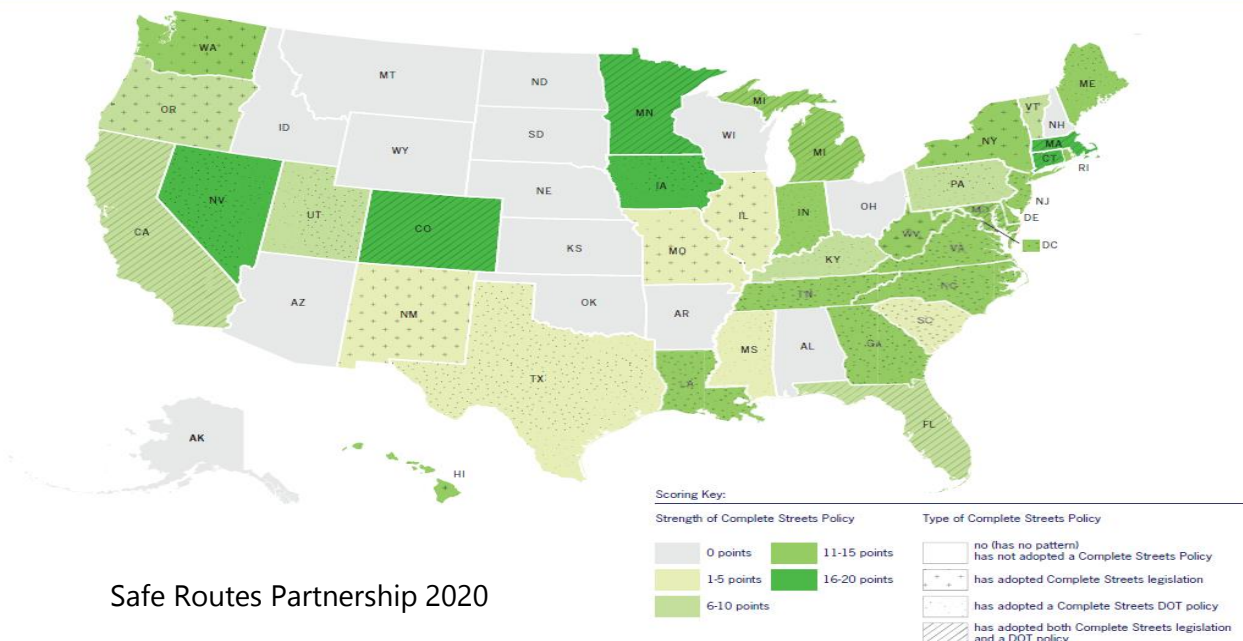 WA
MT
ND
MN
MI
ME
OR
ID
SD
WI
VT
NH
WY
NY
MA
CT
RI
NV
UT
CO
NE
IA
IL
IN
OH
PA
NJ
DE
CA
KS
MO
KY
WV
VA
DC
AZ
NM
OK
AR
TN
NC
TX
LA
MS
AL
GA
SC
FL
AK
HI
MI
Scoring Key:
Strength of Complete Streets Policy
0 points
1-5 points
6-10 points
11-15 points
16-20 points
Type of Complete Streets Policy
no (has no pattern)
has not adopted a Complete Streets Policy
has adopted Complete Streets legislation
has adopted a Complete Streets DOT policy
has adopted both Complete Streets legislation
and a DOT policy
Safe Routes Partnership 2020